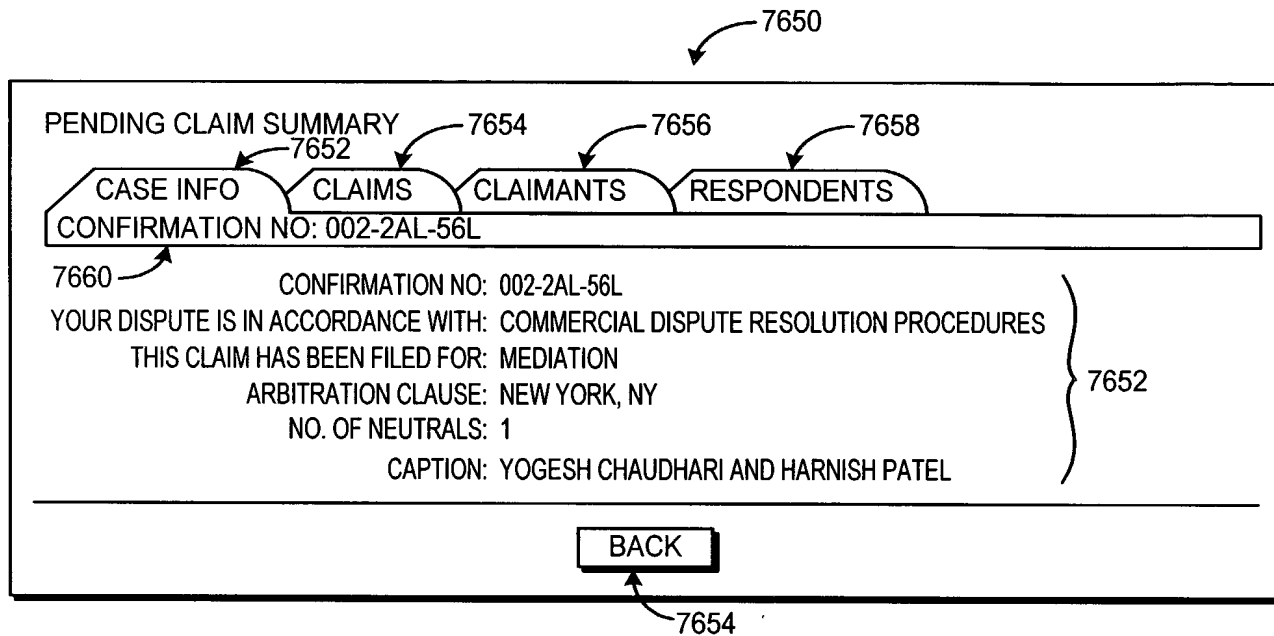 7650
PENDING CLAIM SUMMARY
7652 7654 7656 7658
CASE INFO CLAIMS CLAIMANTS RESPONDENTS
CONFIRMATION NO: 002-2AL-56L
7660
CONFIRMATION NO: 002-2AL-56L
YOUR DISPUTE IS IN ACCORDANCE WITH: COMMERCIAL DISPUTE RESOLUTION PROCEDURES
THIS CLAIM HAS BEEN FILED FOR: MEDIATION
ARBITRATION CLAUSE: NEW YORK, NY
7652
NO. OF NEUTRALS: 1
CAPTION: YOGESH CHAUDHARI AND HARNISH PATEL
BACK
7654